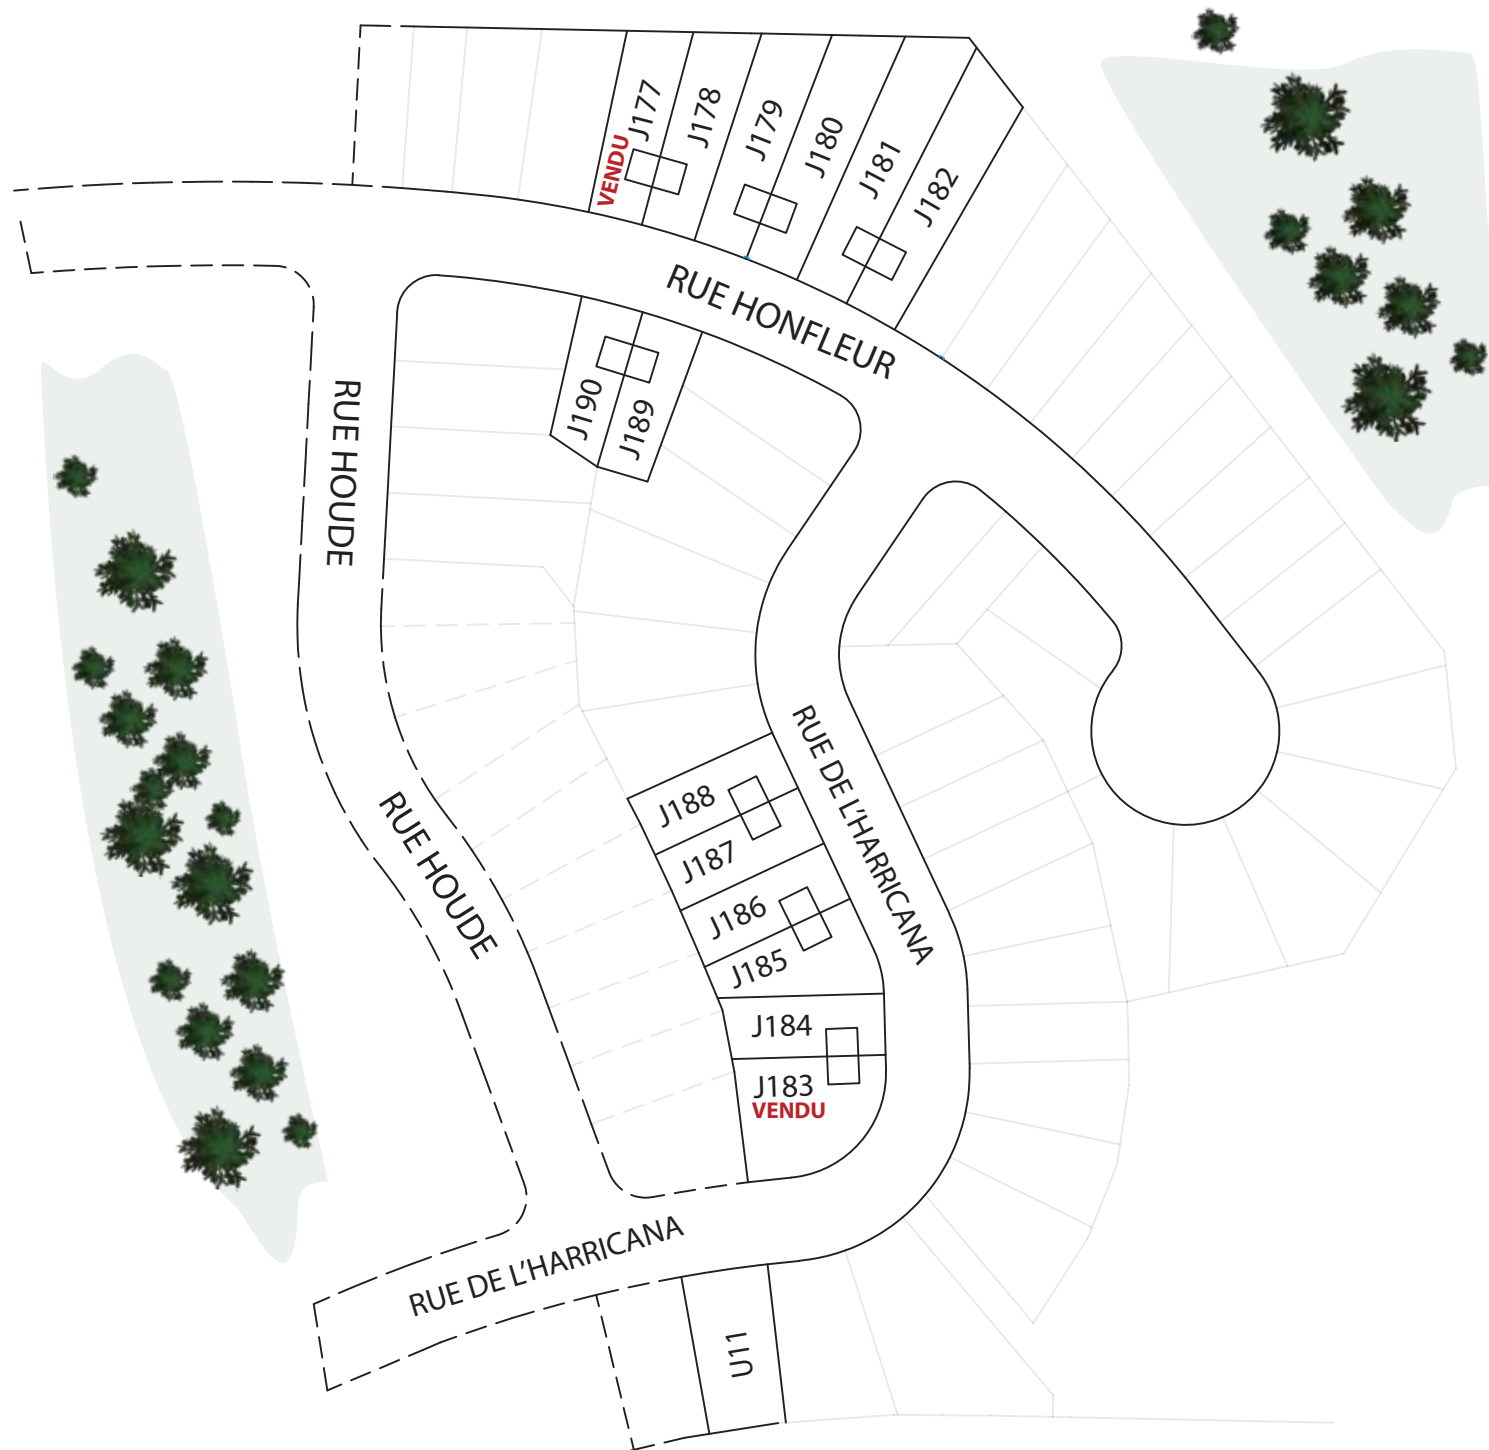 J177
VENDU
J178
J179
J180
J181
J182
RUE HONFLEUR
RUE HOUDE
J190
J189
RUE DE L'HARRICANA
J188
J187
J186
J185
J184
J183
VENDU
RUE HOUDE
RUE DE L'HARRICANA
U11